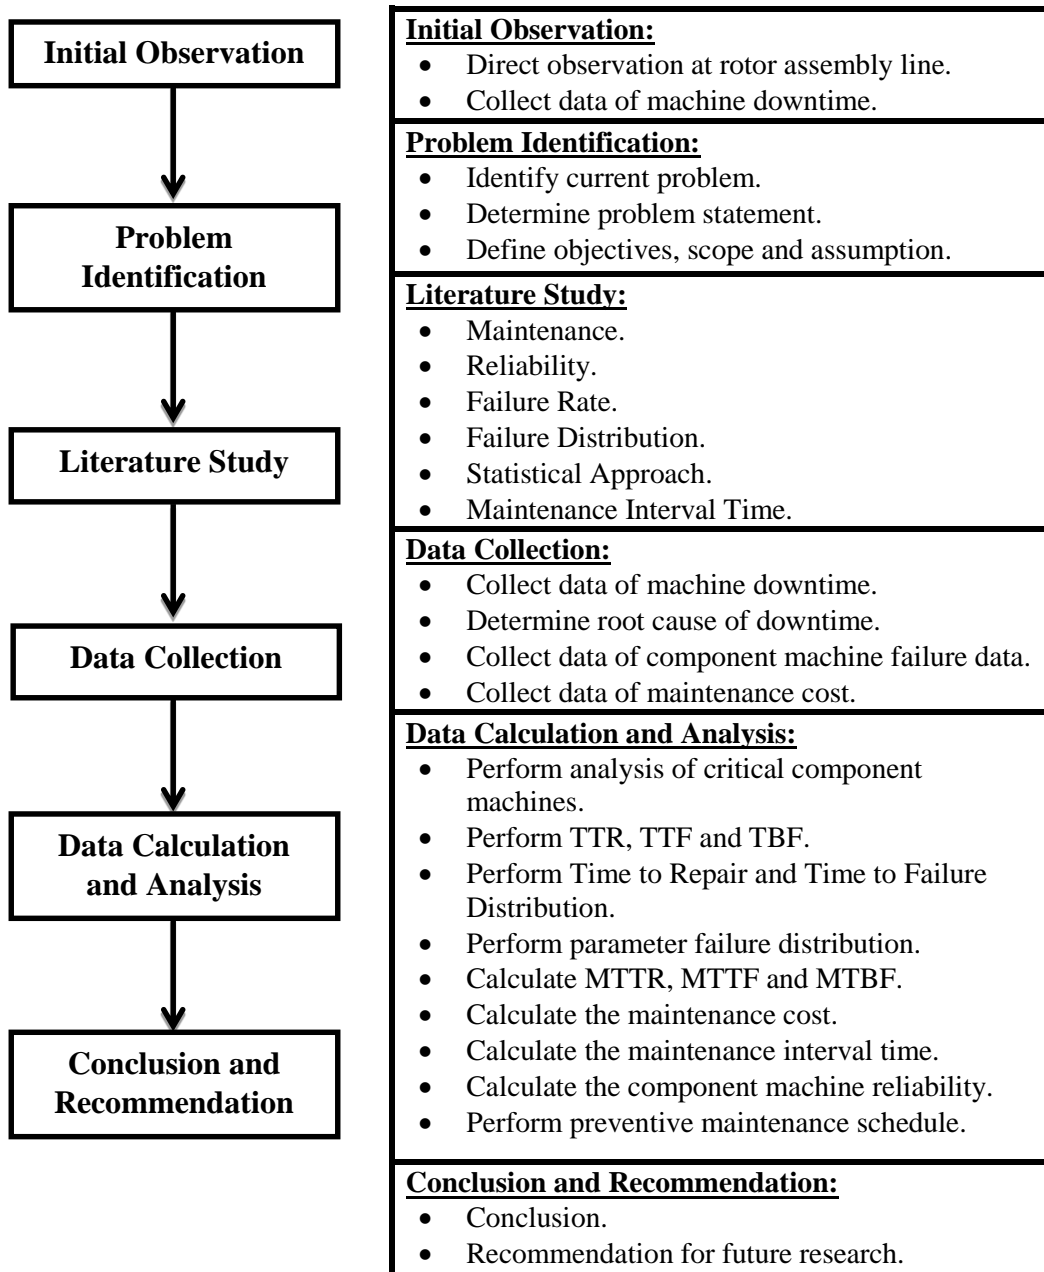 Initial Observation
Problem
Identification
Literature Study
Data Collection
Data Calculation
and Analysis
Conclusion and
Recommendation
Initial Observation:
• Direct observation at rotor assembly line.
• Collect data of machine downtime.
Problem Identification:
• Identify current problem.
• Determine problem statement.
• Define objectives, scope and assumption.
Literature Study:
• Maintenance.
• Reliability.
• Failure Rate.
• Failure Distribution.
• Statistical Approach.
• Maintenance Interval Time.
Data Collection:
• Collect data of machine downtime.
• Determine root cause of downtime.
• Collect data of component machine failure data.
• Collect data of maintenance cost.
Data Calculation and Analysis:
• Perform analysis of critical component
machines.
• Perform TTR, TTF and TBF.
• Perform Time to Repair and Time to Failure
Distribution.
• Perform parameter failure distribution.
• Calculate MTTR, MTTF and MTBF.
• Calculate the maintenance cost.
• Calculate the maintenance interval time.
• Calculate the component machine reliability.
• Perform preventive maintenance schedule.
Conclusion and Recommendation:
• Conclusion.
• Recommendation for future research.